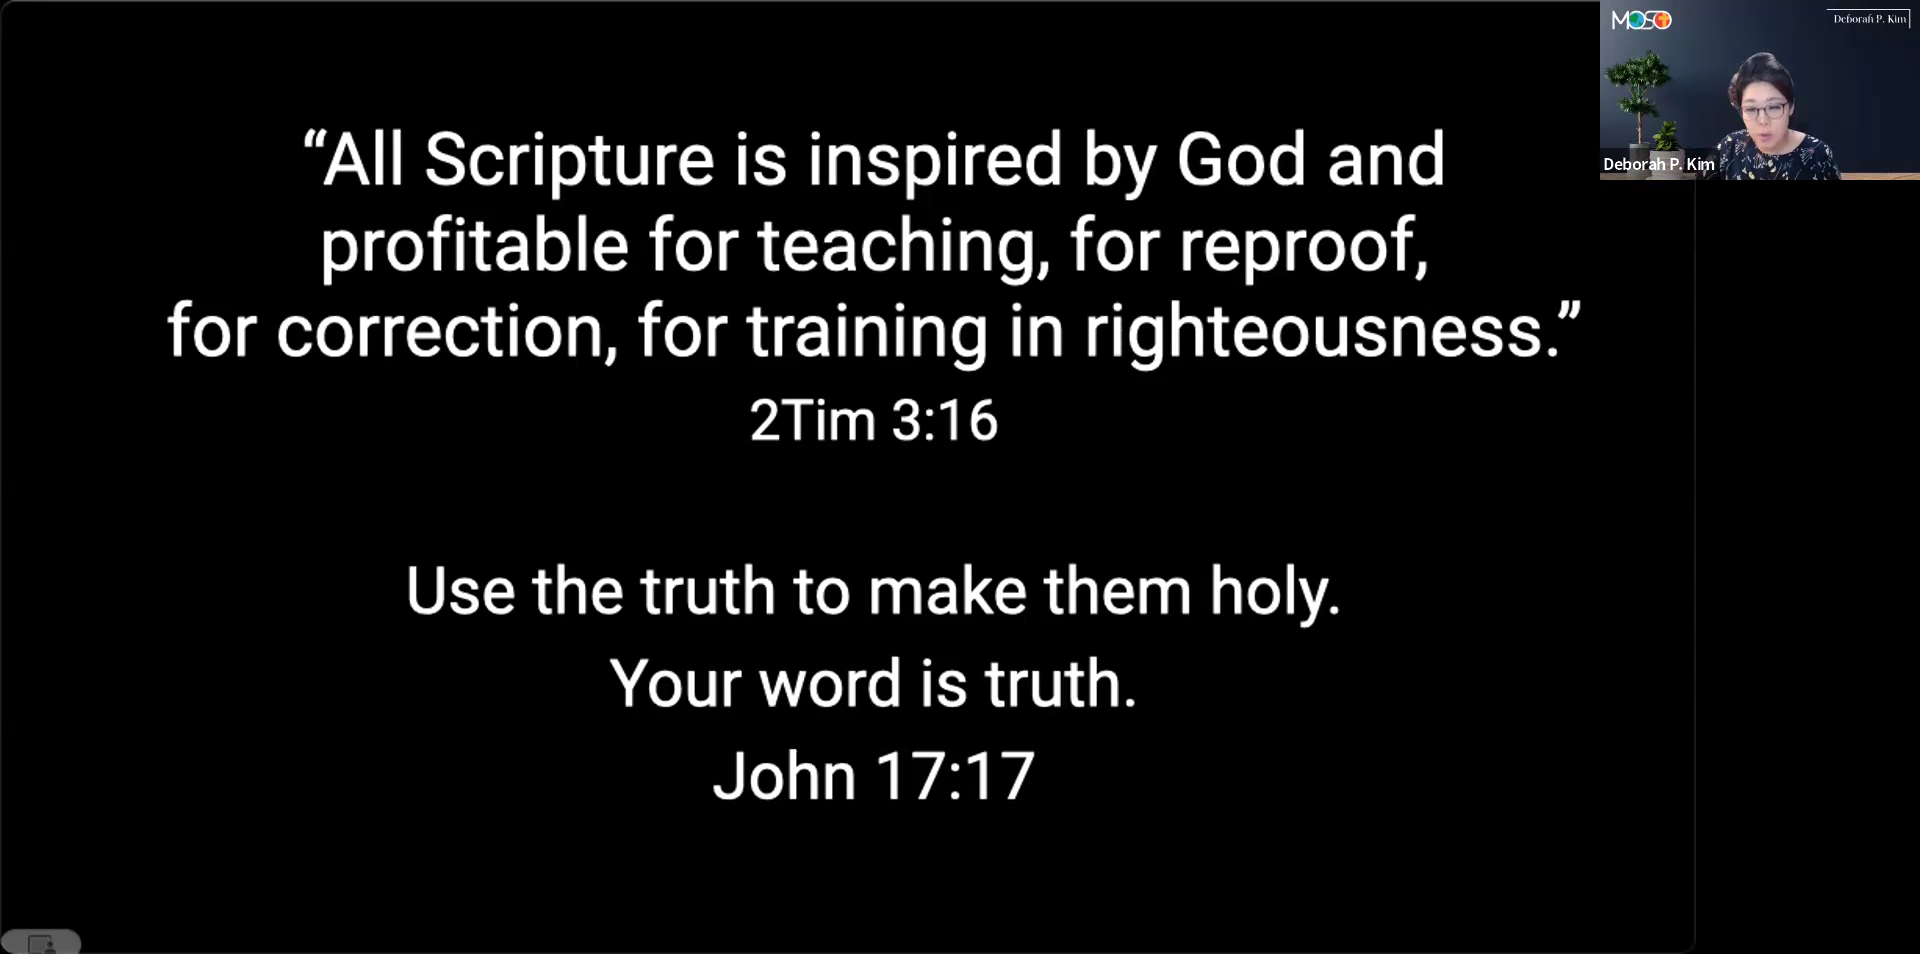 “All Scripture is inspired by God and
profitable for teaching, for reproof,
for correction, for training in righteousness.”
2Tim 3:16
Use the truth to make them holy.
Your word is truth.
John 17:17
MOSO
Deborah P. Kim
Deborah P. Kim